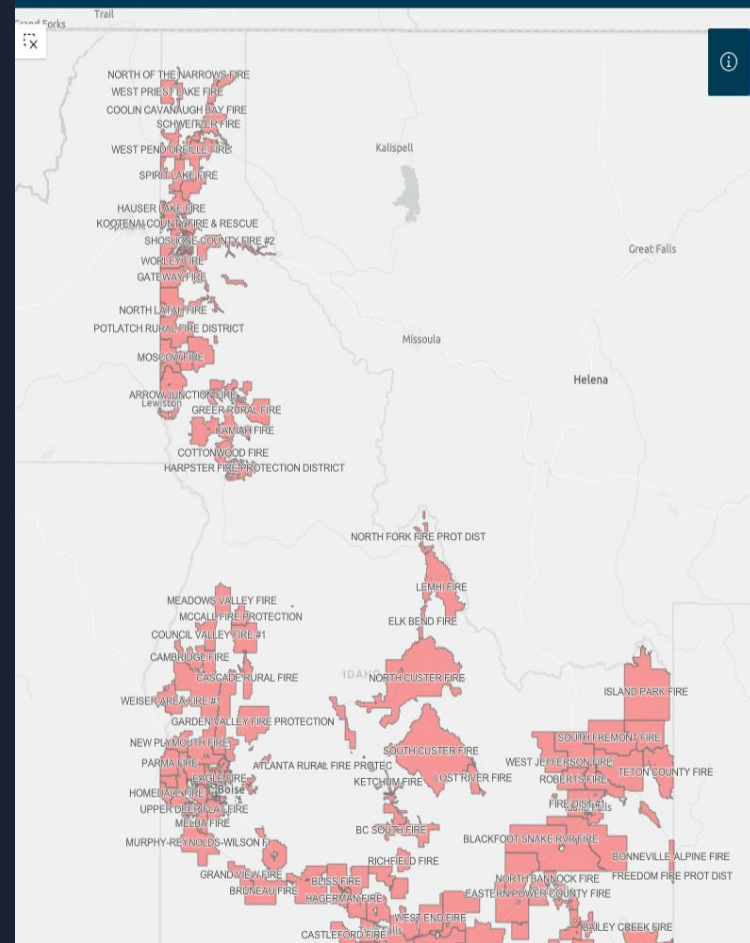 Trail
Grand Forks
NORTH OF THE NARROWS FIRE
WEST PRIEST LAKE FIRE
COOLIN CAVANAUGH BAY FIRE
SCHWEITZER FIRE
WEST PEND OREILLE FIRE
Kalispell
SPIRIT LAKE FIRE
HAUSER LAKE FIRE
KOOTENAI COUNTY FIRE & RESCUE
SHOSHONE COUNTY FIRE #2
Great Falls
WORLEY FIRE
GATEWAY FIRE
NORTH LATAH FIRE
POTLATCH RURAL FIRE DISTRICT
Missoula
MOSCOW FIRE
Helena
ARROW JUNCTION FIRE
Lewiston
GREER RURAL FIRE
KAMIAH FIRE
COTTONWOOD FIRE
HARPSTER FIRE PROTECTION DISTRICT
NORTH FORK FIRE PROT DIST
LEMHI FIRE
MEADOWS VALLEY FIRE
MCCALL FIRE PROTECTION
ELK BEND FIRE
COUNCIL VALLEY FIRE #1
CAMBRIDGE FIRE
IDAHO
CASCADE RURAL FIRE
NORTH CUSTER FIRE
ISLAND PARK FIRE
WEISER AREA FIRE #1
GARDEN VALLEY FIRE PROTECTION
SOUTH FREMONT FIRE
NEW PLYMOUTH FIRE
SOUTH CUSTER FIRE
PARMA FIRE
ATLANTA RURAL FIRE PROTEC
WEST JEFFERSON FIRE
TETON COUNTY FIRE
EAGLE FIRE
KETCHUM FIRE
LOST RIVER FIRE
ROBERTS FIRE
HOMEDALE FIRE
Boise
UPPER DEER FLAT FIRE
FIRE DIST #1
MELBA FIRE
BC SOUTH FIRE
MURPHY-REYNOLDS-WILSON FI
BLACKFOOT SNAKE RVR FIRE
RICHFIELD FIRE
BONNEVILLE ALPINE FIRE
GRAND VIEW FIRE
BLISS FIRE
NORTH BANNOCK FIRE
FREEDOM FIRE PROT DIST
BRUNEAU FIRE
HAGERMAN FIRE
EASTERN POWER COUNTY FIRE
WEST END FIRE
CASTLEFORD FIRE
BAILEY CREEK FIRE